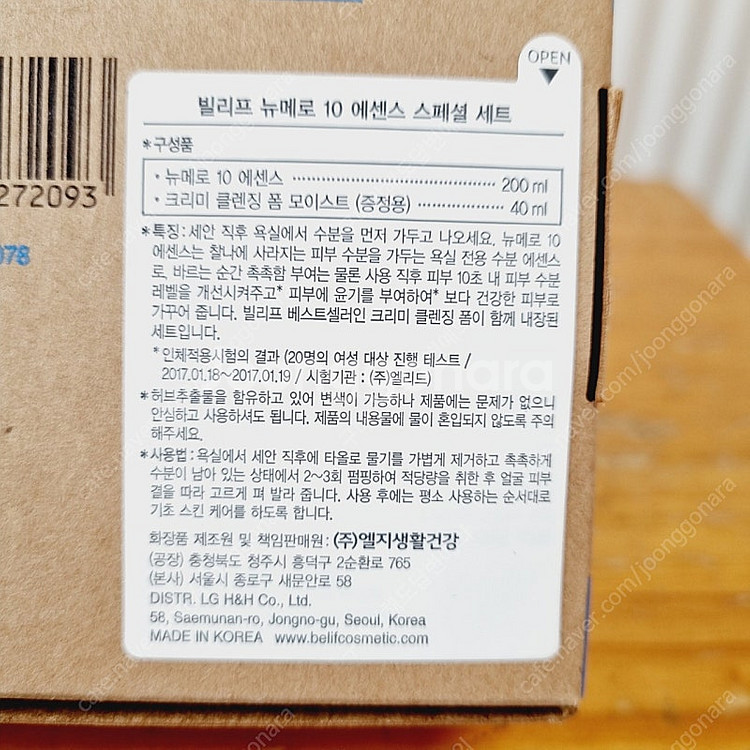 OPEN
빌리프 뉴메로 10 에센스 스페셜 세트
*구성품
• 뉴메로 10 에센스 ........................ 200 ml
• 크리미 클렌징 폼 모이스트 (증정용) ............ 40 ml
*특징 : 세안 직후 욕실에서 수분을 먼저 가두고 나오세요. 뉴메로 10
에센스는 찰나에 사라지는 피부 수분을 가두는 욕실 전용 수분 에센스
로, 바르는 순간 촉촉함 부여는 물론 사용 직후 피부 10초 내 피부 수분
레벨을 개선시켜주고* 피부에 윤기를 부여하여* 보다 건강한 피부로
가꾸어 줍니다. 빌리프 베스트셀러인 크리미 클렌징 폼이 함께 내장된
세트입니다.
*인체적용시험의 결과 (20명의 여성 대상 진행 테스트 /
2017.01.18~2017.01.19 / 시험기관 : (주)엘리드)
*허브추출물을 함유하고 있어 변색이 가능하나 제품에는 문제가 없으니
안심하고 사용하셔도 됩니다. 제품의 내용물에 물이 혼입되지 않도록 주의
해주세요.
*사용법 : 욕실에서 세안 직후에 타올로 물기를 가볍게 제거하고 촉촉하게
수분이 남아 있는 상태에서 2~3회 펌핑하여 적당량을 취한 후 얼굴 피부
결을 따라 고르게 펴 발라 줍니다. 사용 후에는 평소 사용하는 순서대로
기초 스킨 케어를 하도록 합니다.
화장품 제조원 및 책임판매원 : (주)엘지생활건강
(공장) 충청북도 청주시 흥덕구 2순환로 765
(본사) 서울시 종로구 새문안로 58
DISTR. LG H&H Co., Ltd.
58, Saemunan-ro, Jongno-gu, Seoul, Korea
MADE IN KOREA www.belifcosmetic.com
272093
078
cafe.naver.com/joonggonara